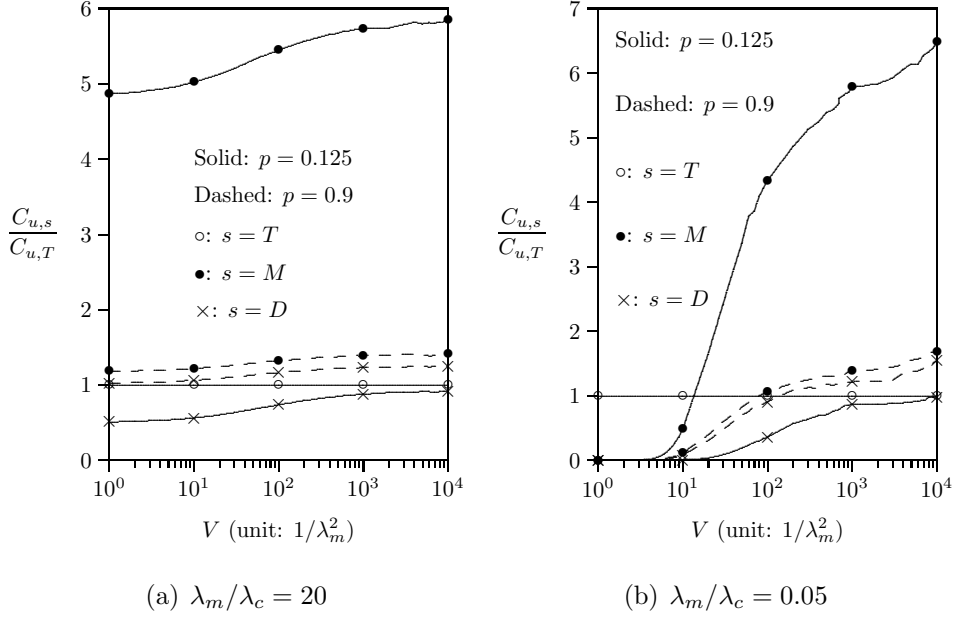 6
5
4
3
2
1
0
C_{u,s}
C_{u,T}
Solid: p = 0.125
Dashed: p = 0.9
○: s = T
●: s = M
×: s = D
10^0
10^1
10^2
10^3
10^4
V (unit: 1/λ_m^2)
(a) λ_m/λ_c = 20
7
6
5
4
3
2
1
0
C_{u,s}
C_{u,T}
Solid: p = 0.125
Dashed: p = 0.9
○: s = T
●: s = M
×: s = D
10^0
10^1
10^2
10^3
10^4
V (unit: 1/λ_m^2)
(b) λ_m/λ_c = 0.05